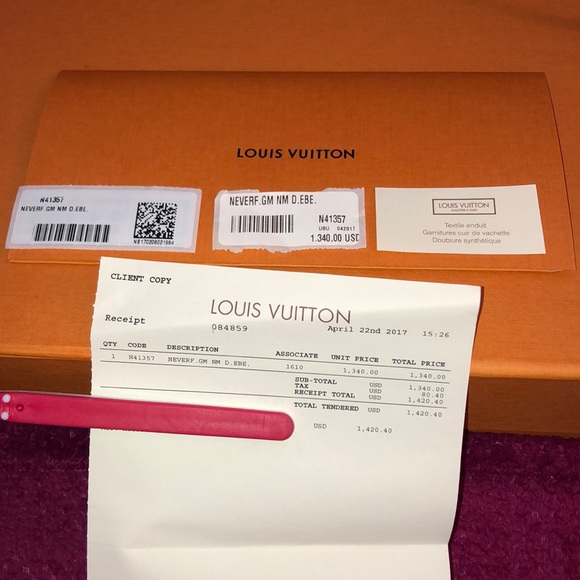 LOUIS VUITTON
N41357
NEVERF.GM NM D.EBE.
NEVERF.GM NM D.EBE.
N41357
UBU 042017
1.340,00 USD
LOUIS VUITTON
Textile enduit
Garnitures cuir de vachette
Doublure synthétique
CLIENT COPY
LOUIS VUITTON
Receipt 084859 April 22nd 2017 15:26
QTY CODE DESCRIPTION ASSOCIATE UNIT PRICE TOTAL PRICE
1 N41357 NEVERF.GM NM D.EBE. 1610 1,340.00 1,340.00
SUB-TOTAL USD 1,340.00
TAX USD 80.40
RECEIPT TOTAL USD 1,420.40
TOTAL TENDERED USD 1,420.40
USD 1,420.40